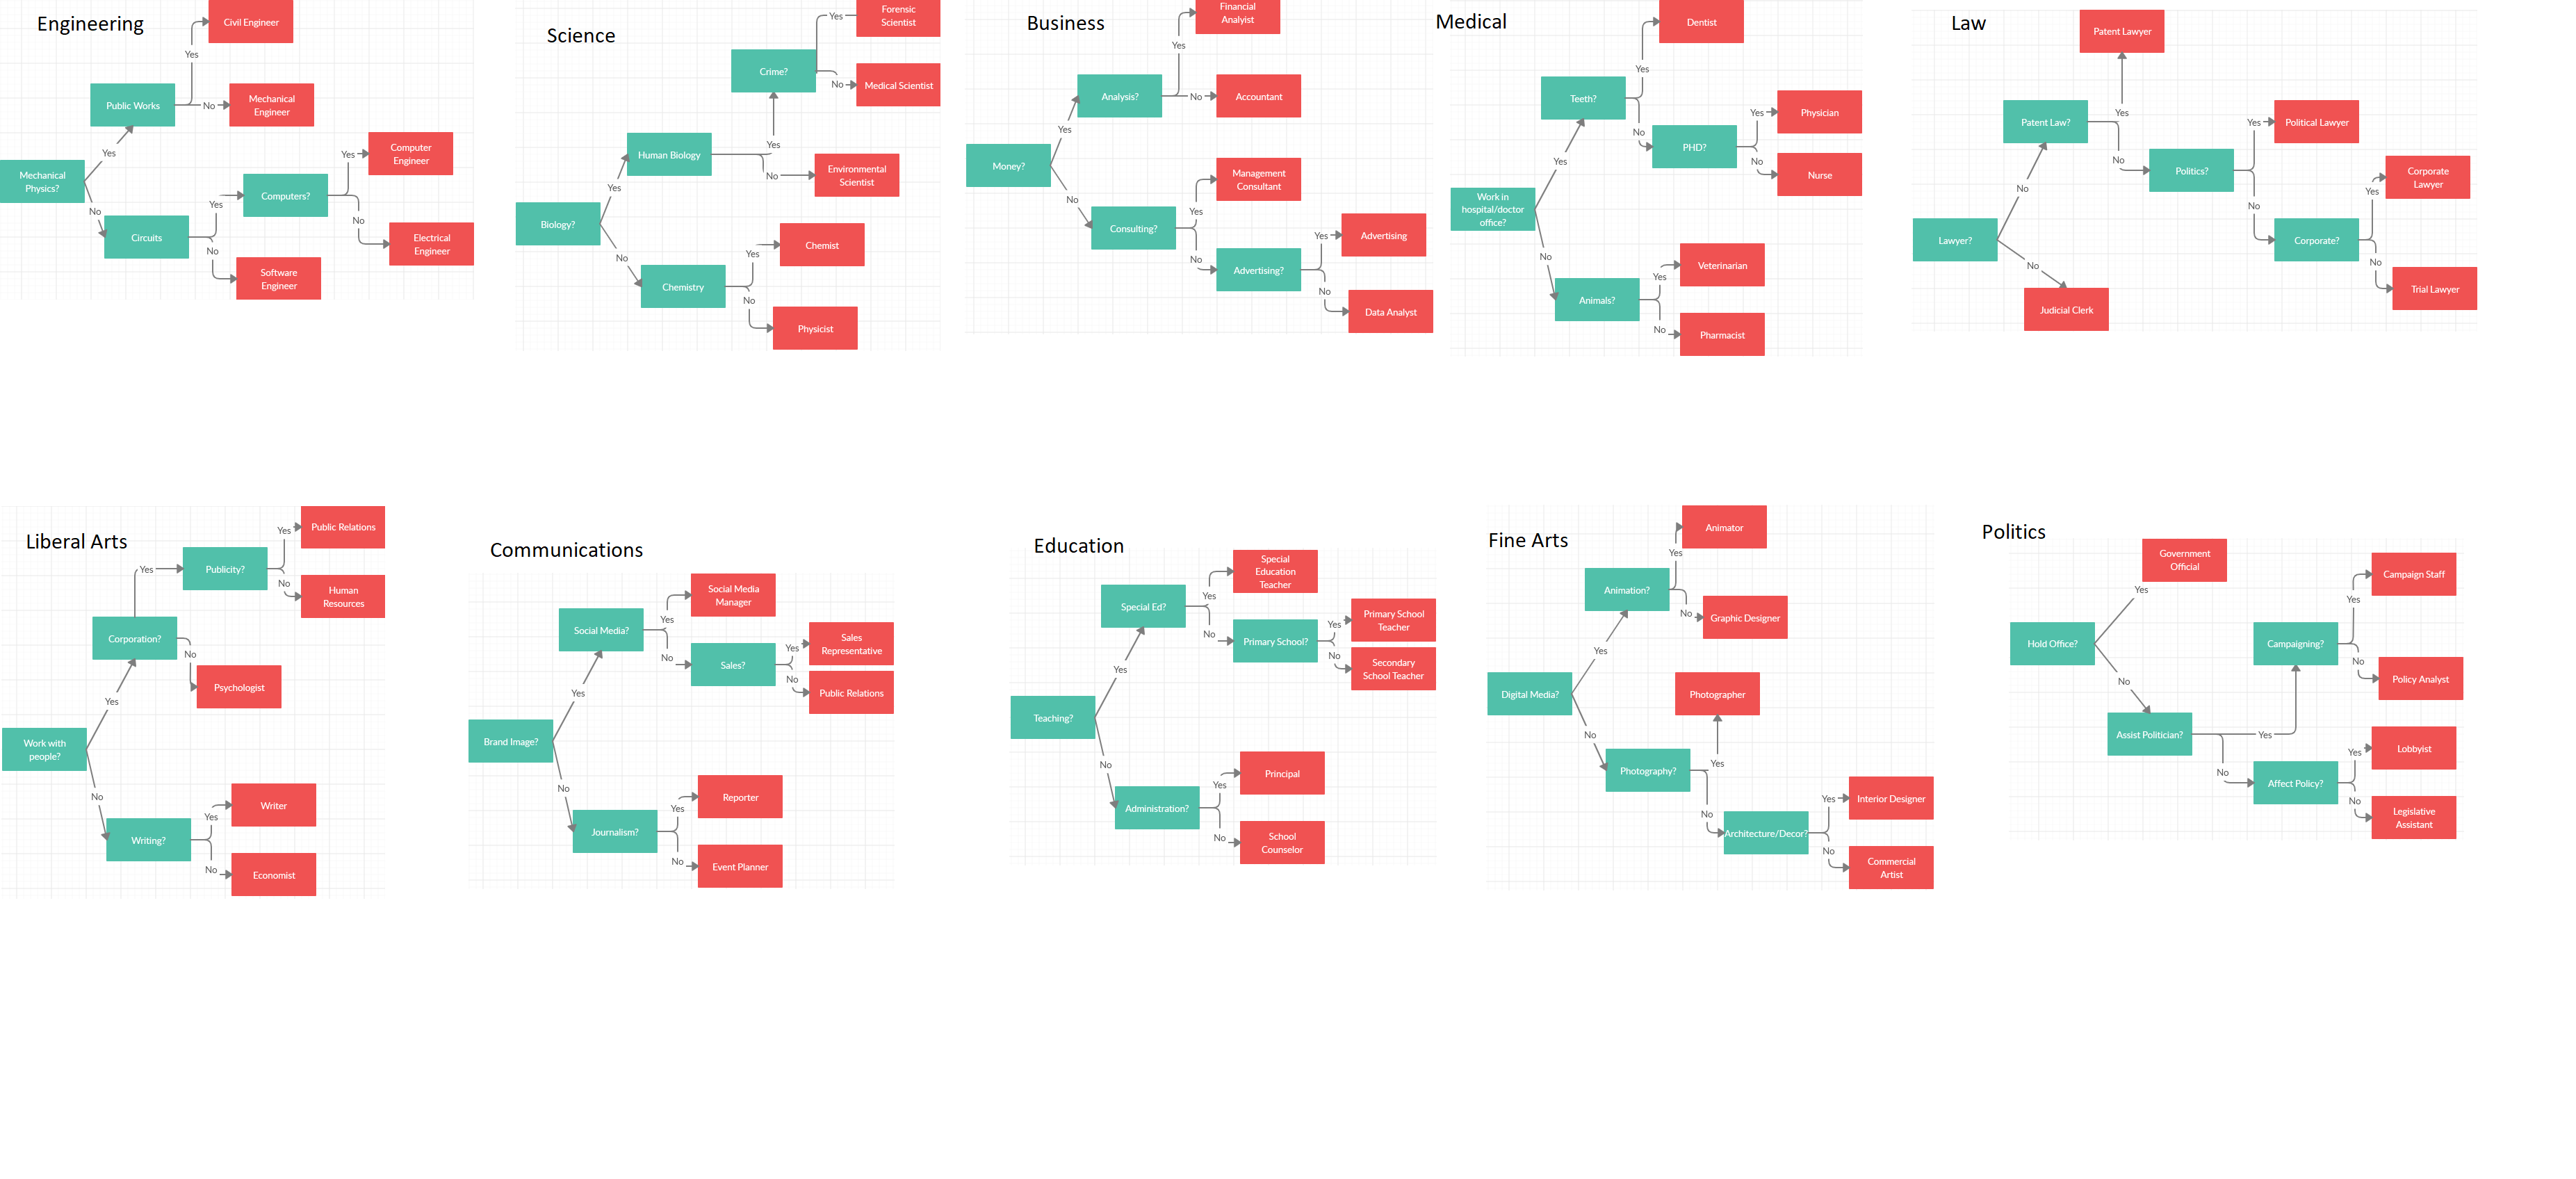 Engineering
Civil Engineer
Yes
Public Works
No
Mechanical
Engineer
Yes
Mechanical
Physics?
No
Computer
Engineer
Yes
Computers?
Yes
No
Circuits
Electrical
Engineer
No
Software
Engineer
Science
Yes
Forensic
Scientist
Crime?
No
Medical Scientist
Yes
Human Biology
No
Environmental
Scientist
Yes
Biology?
No
Chemist
Yes
Chemistry
No
Physicist
Business
Financial
Analyist
Yes
Analysis?
No
Accountant
Yes
Money?
No
Management
Consultant
Yes
Consulting?
No
Advertising
Yes
Advertising?
No
Data Analyst
Medical
Dentist
Yes
Teeth?
No
PHD?
Yes
Physician
No
Nurse
Yes
Work in
hospital/doctor
office?
No
Veterinarian
Yes
Animals?
No
Pharmacist
Law
Patent Lawyer
Yes
Patent Law?
No
Politics?
Yes
Political Lawyer
No
Corporate
Lawyer
Yes
Corporate?
No
Trial Lawyer
No
Lawyer?
No
Judicial Clerk
Liberal Arts
Public Relations
Yes
Yes
Publicity?
No
Human
Resources
Corporation?
No
Psychologist
Yes
Work with
people?
No
Writer
Yes
Writing?
No
Economist
Communications
Social Media
Manager
Yes
Social Media?
No
Sales?
Yes
Sales
Representative
No
Public Relations
Yes
Brand Image?
No
Reporter
Yes
Journalism?
No
Event Planner
Education
Special
Education
Teacher
Yes
Special Ed?
No
Primary School?
Yes
Primary School
Teacher
No
Secondary
School Teacher
Yes
Teaching?
No
Principal
Yes
Administration?
No
School
Counselor
Fine Arts
Animator
Yes
Animation?
No
Graphic Designer
Yes
Digital Media?
No
Photographer
Yes
Photography?
No
Architecture/Decor?
Yes
Interior Designer
No
Commercial
Artist
Politics
Government
Official
Yes
Hold Office?
No
Campaign Staff
Yes
Campaigning?
No
Policy Analyst
Assist Politician?
Yes
No
Affect Policy?
Yes
Lobbyist
No
Legislative
Assistant